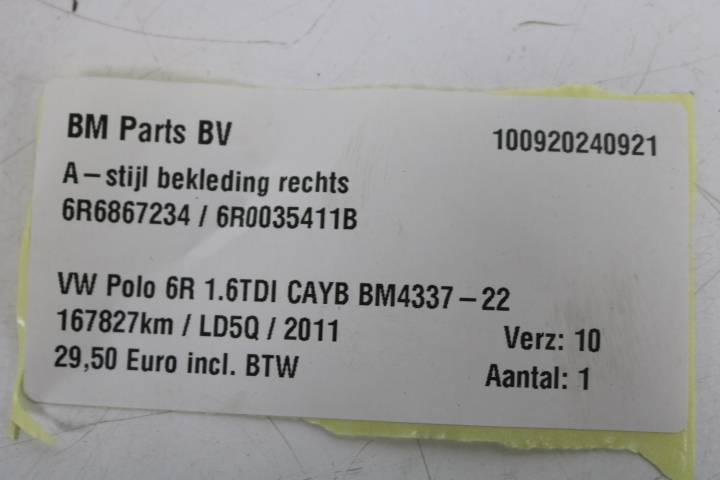 BM Parts BV 100920240921
A-stijl bekleding rechts
6R6867234 / 6R0035411B
VW Polo 6R 1.6TDI CAYB BM4337-22
167827km / LD5Q / 2011 Verz: 10
29,50 Euro incl. BTW Aantal: 1